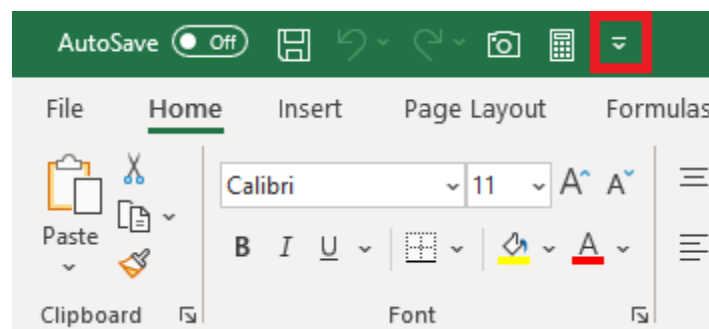 AutoSave Off
File Home Insert Page Layout Formulas
Calibri 11 A A
Paste
B I U A
Clipboard Font